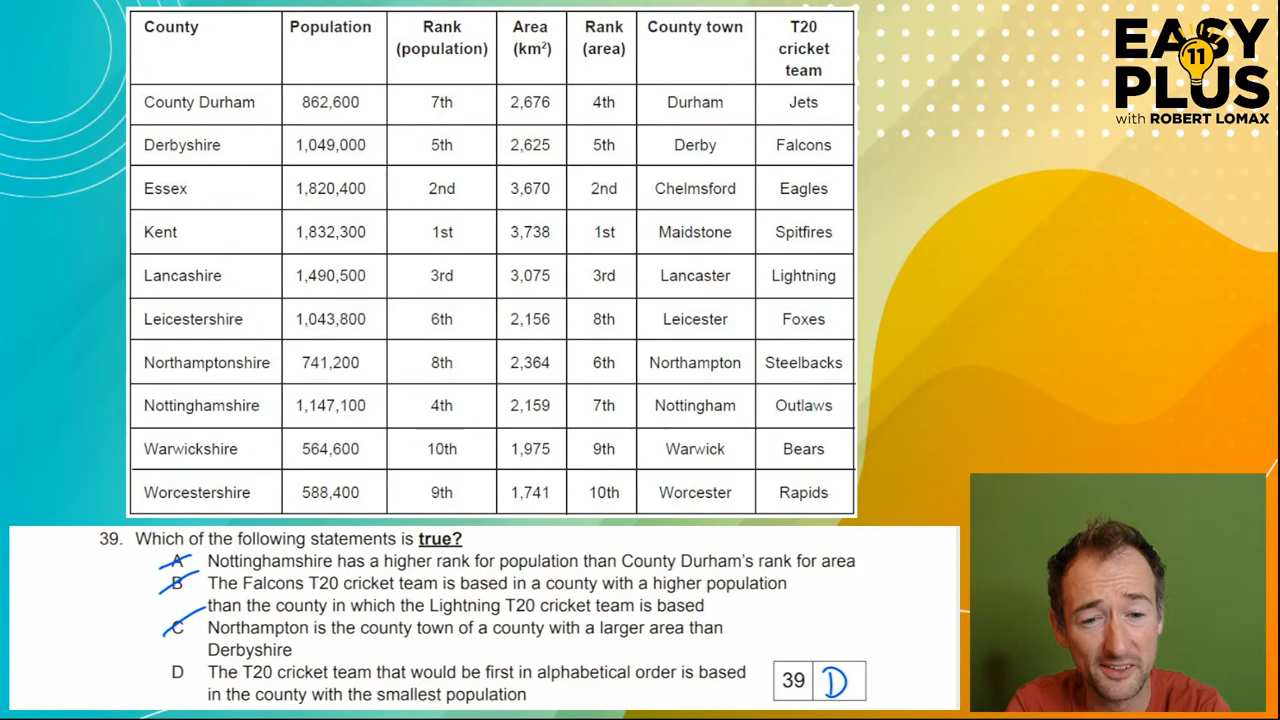 County Population Rank (population) Area (km²) Rank (area) County town T20 cricket team
County Durham 862,600 7th 2,676 4th Durham Jets
Derbyshire 1,049,000 5th 2,625 5th Derby Falcons
Essex 1,820,400 2nd 3,670 2nd Chelmsford Eagles
Kent 1,832,300 1st 3,738 1st Maidstone Spitfires
Lancashire 1,490,500 3rd 3,075 3rd Lancaster Lightning
Leicestershire 1,043,800 6th 2,156 8th Leicester Foxes
Northamptonshire 741,200 8th 2,364 6th Northampton Steelbacks
Nottinghamshire 1,147,100 4th 2,159 7th Nottingham Outlaws
Warwickshire 564,600 10th 1,975 9th Warwick Bears
Worcestershire 588,400 9th 1,741 10th Worcester Rapids
EASY
11
PLUS
with ROBERT LOMAX
39. Which of the following statements is true?
A Nottinghamshire has a higher rank for population than County Durham's rank for area
B The Falcons T20 cricket team is based in a county with a higher population
than the county in which the Lightning T20 cricket team is based
C Northampton is the county town of a county with a larger area than
Derbyshire
D The T20 cricket team that would be first in alphabetical order is based
in the county with the smallest population
39 D